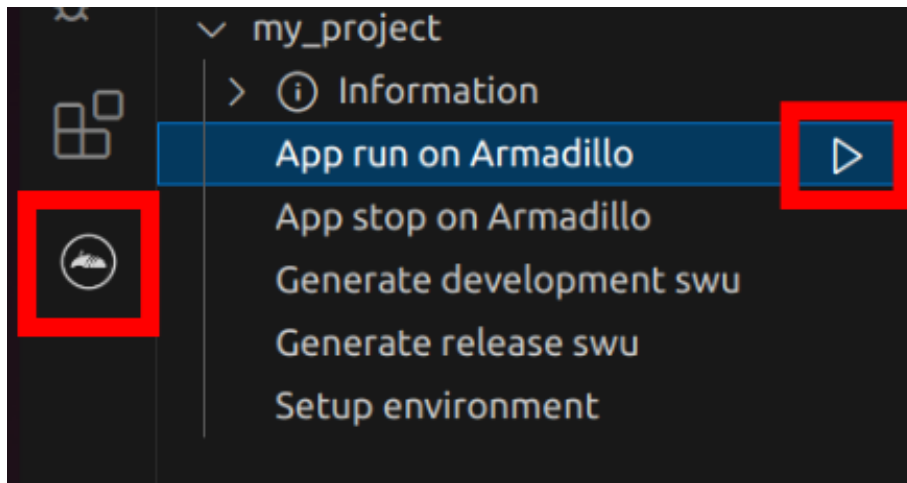 my_project
Information
App run on Armadillo
App stop on Armadillo
Generate development swu
Generate release swu
Setup environment